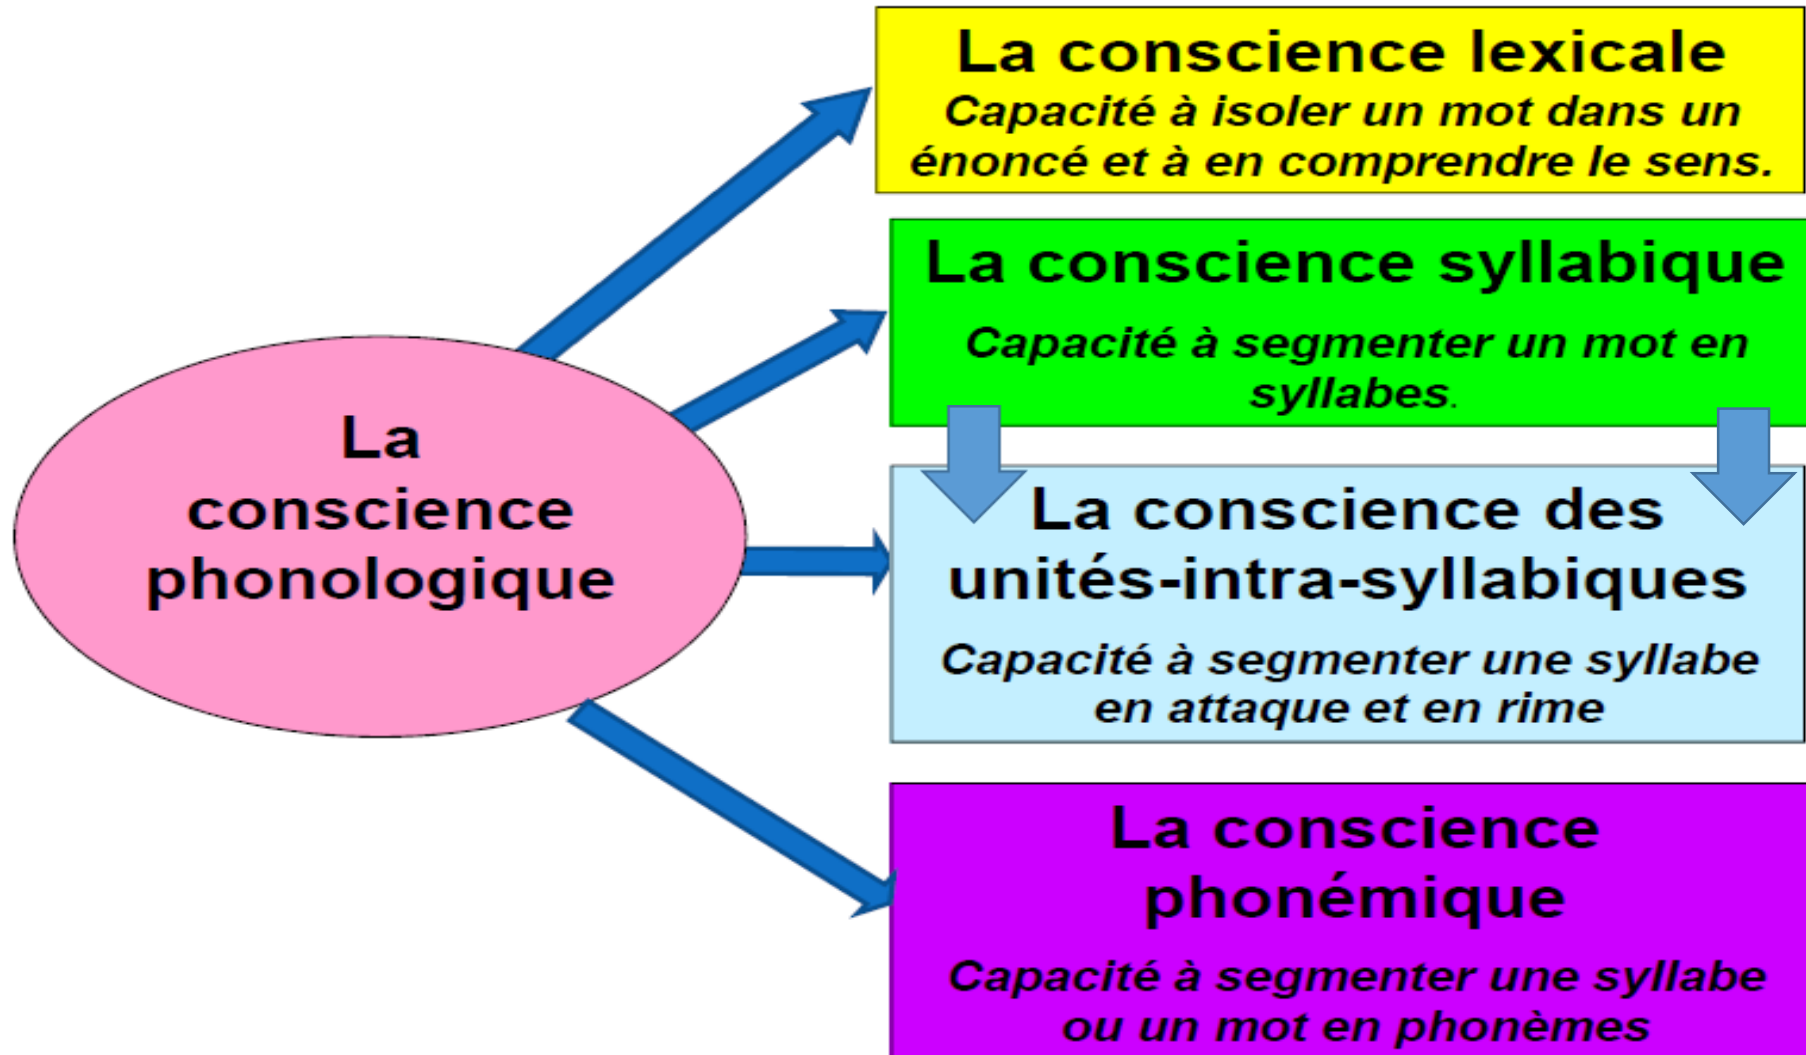 La conscience lexicale
Capacité à isoler un mot dans un
énoncé et à en comprendre le sens.
La conscience syllabique
Capacité à segmenter un mot en
syllabes.
La
conscience
phonologique
La conscience des
unités-intra-syllabiques
Capacité à segmenter une syllabe
en attaque et en rime
La conscience
phonémique
Capacité à segmenter une syllabe
ou un mot en phonèmes